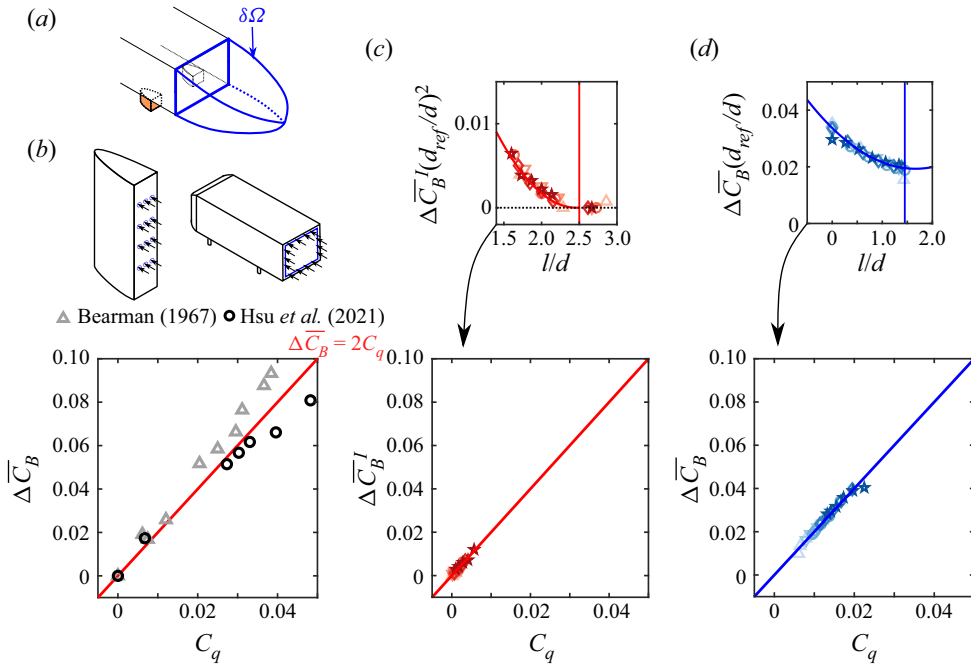 (a)
δΩ
(b)
Bearman (1967) Hsu et al. (2021)
ΔC̅_B = 2C_q
0.10
0.08
0.06
0.04
0.02
0
ΔC̅_B
0 0.02 0.04
C_q
(c)
ΔC̅_B^I(d_ref/d)^2
0.01
0
1.5 2.0 2.5 3.0
l/d
0.10
0.08
0.06
0.04
0.02
0
ΔC̅_B^I
0 0.02 0.04
C_q
(d)
ΔC̅_B(d_ref/d)
0.04
0.02
0
0 1.0 2.0
l/d
0.10
0.08
0.06
0.04
0.02
0
ΔC̅_B
0 0.02 0.04
C_q